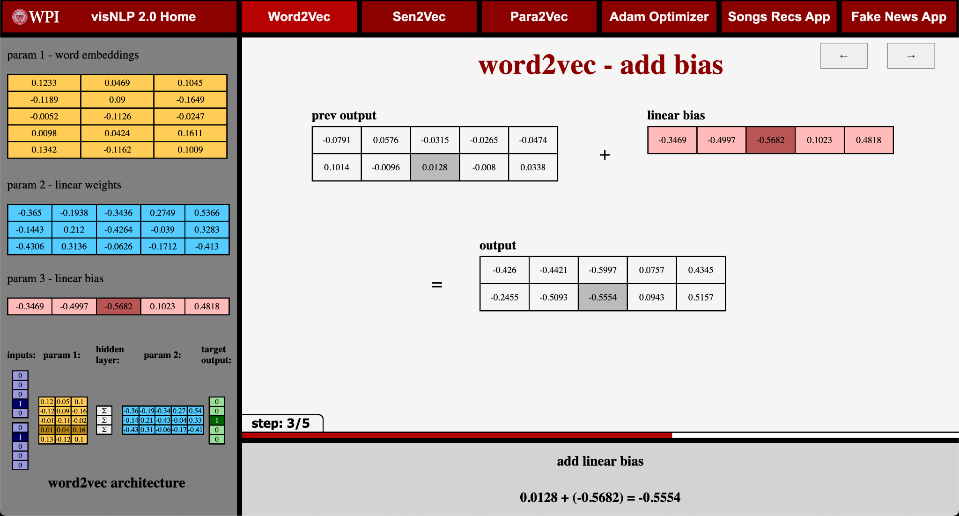 WPI visNLP 2.0 Home Word2Vec Sen2Vec Para2Vec Adam Optimizer Songs Recs App Fake News App
param 1 - word embeddings
0.1233 0.0469 0.1045
-0.1189 0.09 -0.1649
-0.0052 -0.1126 -0.0247
0.0098 0.0424 0.1611
0.1342 -0.1162 0.1009
param 2 - linear weights
-0.365 -0.1938 -0.3436 0.2749 0.5366
-0.1443 0.212 -0.4264 -0.039 0.3283
-0.4306 0.3136 -0.0626 -0.1712 -0.413
param 3 - linear bias
-0.3469 -0.4997 -0.5682 0.1023 0.4818
inputs: param 1: hidden layer: param 2: target output:
0
0
0
1
0
0
1
0
0
0
0.12 0.05 0.1
-0.12 0.09 -0.16
-0.01 -0.11 -0.02
0.01 0.04 0.16
0.13 -0.12 0.1
Σ
Σ
Σ
-0.36 -0.19 -0.34 0.27 0.54
-0.14 0.21 -0.43 -0.04 0.33
-0.43 0.31 -0.06 -0.17 -0.41
0
0
1
0
0
word2vec architecture
word2vec - add bias
← →
prev output
-0.0791 0.0576 -0.0315 -0.0265 -0.0474
0.1014 -0.0096 0.0128 -0.008 0.0338
+
linear bias
-0.3469 -0.4997 -0.5682 0.1023 0.4818
=
output
-0.426 -0.4421 -0.5997 0.0757 0.4345
-0.2455 -0.5093 -0.5554 0.0943 0.5157
step: 3/5
add linear bias
0.0128 + (-0.5682) = -0.5554